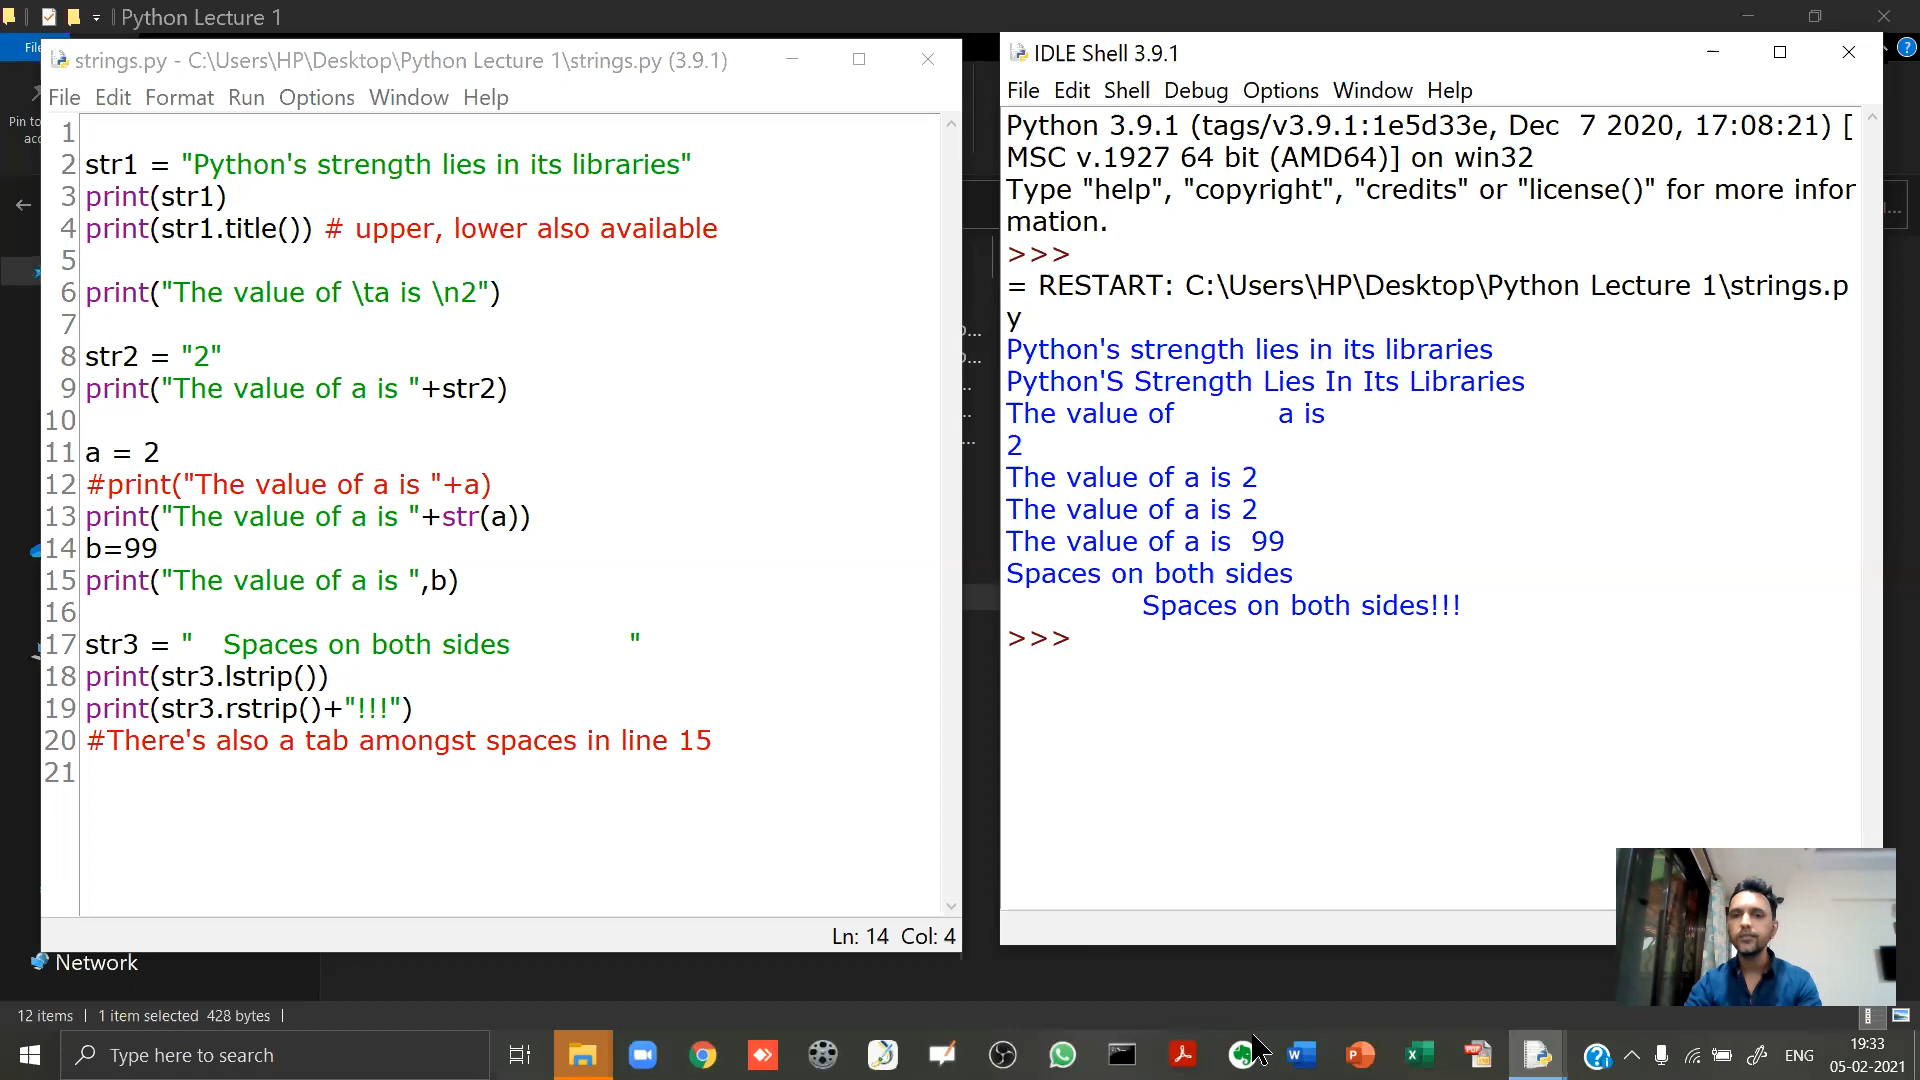 Python Lecture 1
File
Pin to
acc
strings.py - C:\Users\HP\Desktop\Python Lecture 1\strings.py (3.9.1)
File Edit Format Run Options Window Help
1
2 str1 = "Python's strength lies in its libraries"
3 print(str1)
4 print(str1.title()) # upper, lower also available
5
6 print("The value of \ta is \n2")
7
8 str2 = "2"
9 print("The value of a is "+str2)
10
11 a = 2
12 #print("The value of a is "+a)
13 print("The value of a is "+str(a))
14 b=99
15 print("The value of a is ",b)
16
17 str3 = "  Spaces on both sides        "
18 print(str3.lstrip())
19 print(str3.rstrip()+"!!!")
20 #There's also a tab amongst spaces in line 15
21
Ln: 14 Col: 4
IDLE Shell 3.9.1
File Edit Shell Debug Options Window Help
Python 3.9.1 (tags/v3.9.1:1e5d33e, Dec  7 2020, 17:08:21) [
MSC v.1927 64 bit (AMD64)] on win32
Type "help", "copyright", "credits" or "license()" for more infor
mation.
>>>
= RESTART: C:\Users\HP\Desktop\Python Lecture 1\strings.p
y
Python's strength lies in its libraries
Python'S Strength Lies In Its Libraries
The value of        a is
2
The value of a is 2
The value of a is 2
The value of a is  99
Spaces on both sides
        Spaces on both sides!!!
>>>
Network
12 items | 1 item selected 428 bytes |
Type here to search
ENG
19:33
05-02-2021